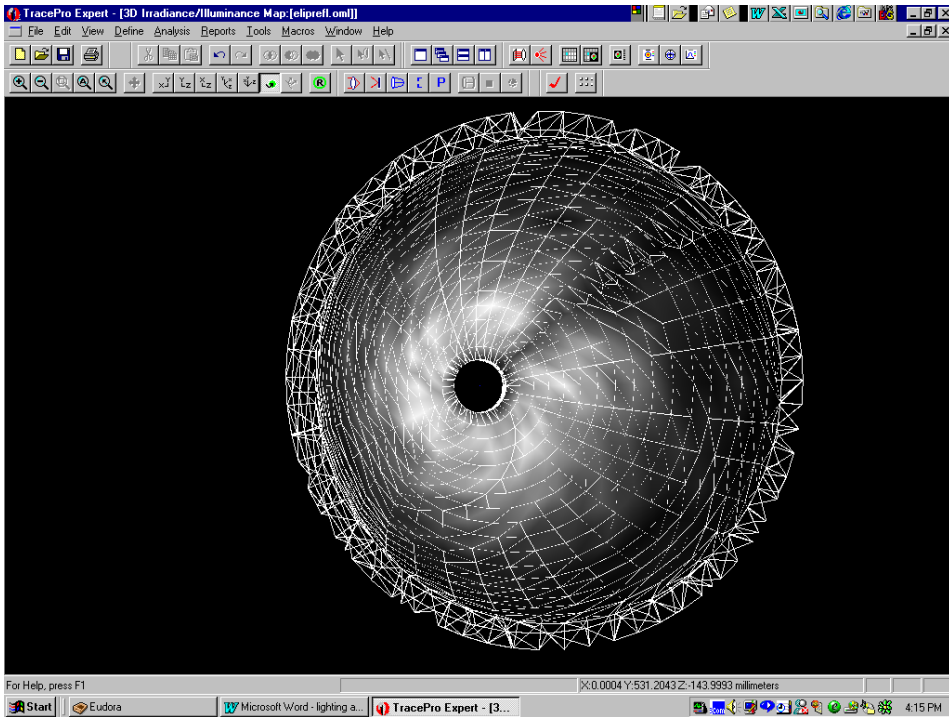 TracePro Expert - [3D Irradiance/Illuminance Map:[eliprefl.oml]]
File Edit View Define Analysis Reports Tools Macros Window Help
For Help, press F1
X:0.0004 Y:531.2043 Z:-143.9993 millimeters
Start Eudora Microsoft Word - lighting a... TracePro Expert - [3... 4:15 PM